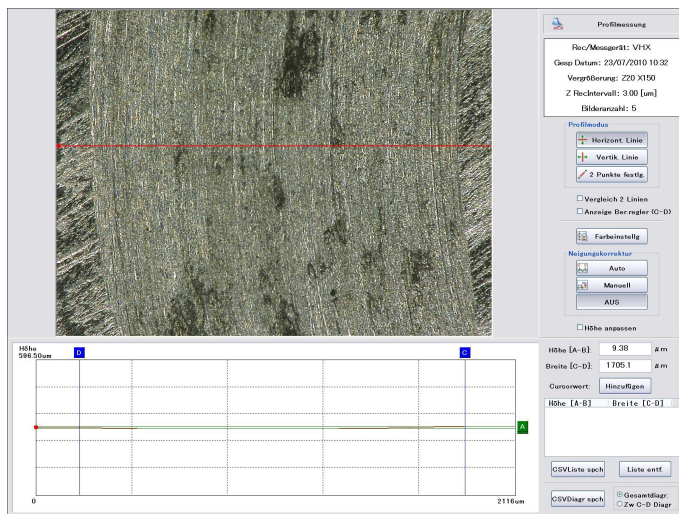 Profilmessung
Rec/Messgerät: VHX
Gesp Datum: 23/07/2010 10:32
Vergrößerung: Z20 X150
Z RecIntervall: 3.00 [um]
Bilderanzahl: 5
Profilmodus
Horizont. Linie
Vertik. Linie
2 Punkte festlg.
Vergleich 2 Linien
Anzeige Ber.regler (C-D)
Farbeinstellg
Neigungskorrektur
Auto
Manuell
AUS
Höhe anpassen
Höhe
596.50um
D
C
A
0
2116um
Höhe [A-B]: 9.38 µm
Breite [C-D]: 1705.1 µm
Cursorwert: Hinzufügen
Höhe [A-B] Breite [C-D]
CSVListe spch Liste entf.
CSVDiagr spch Gesamtdiagr.
Zw C-D Diagr